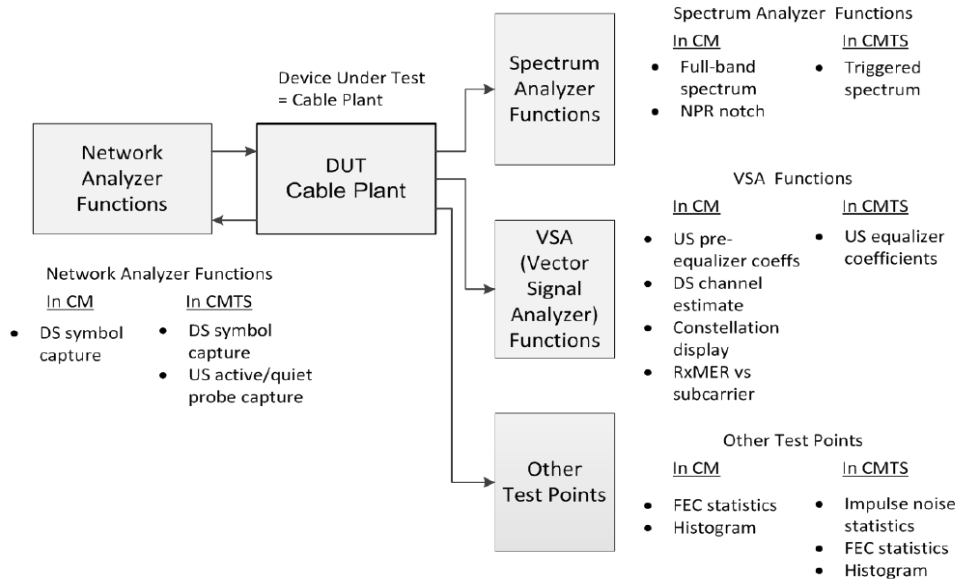 Spectrum Analyzer Functions
In CM
In CMTS
Full-band
spectrum
NPR notch
Triggered
spectrum
Device Under Test
= Cable Plant
Spectrum
Analyzer
Functions
Network
Analyzer
Functions
DUT
Cable Plant
VSA Functions
In CM
In CMTS
US pre-
equalizer coeffs
DS channel
estimate
Constellation
display
RxMER vs
subcarrier
US equalizer
coefficients
VSA
(Vector
Signal
Analyzer)
Functions
Network Analyzer Functions
In CM
In CMTS
DS symbol
capture
DS symbol
capture
US active/quiet
probe capture
Other
Test Points
Other Test Points
In CM
In CMTS
FEC statistics
Histogram
Impulse noise
statistics
FEC statistics
Histogram